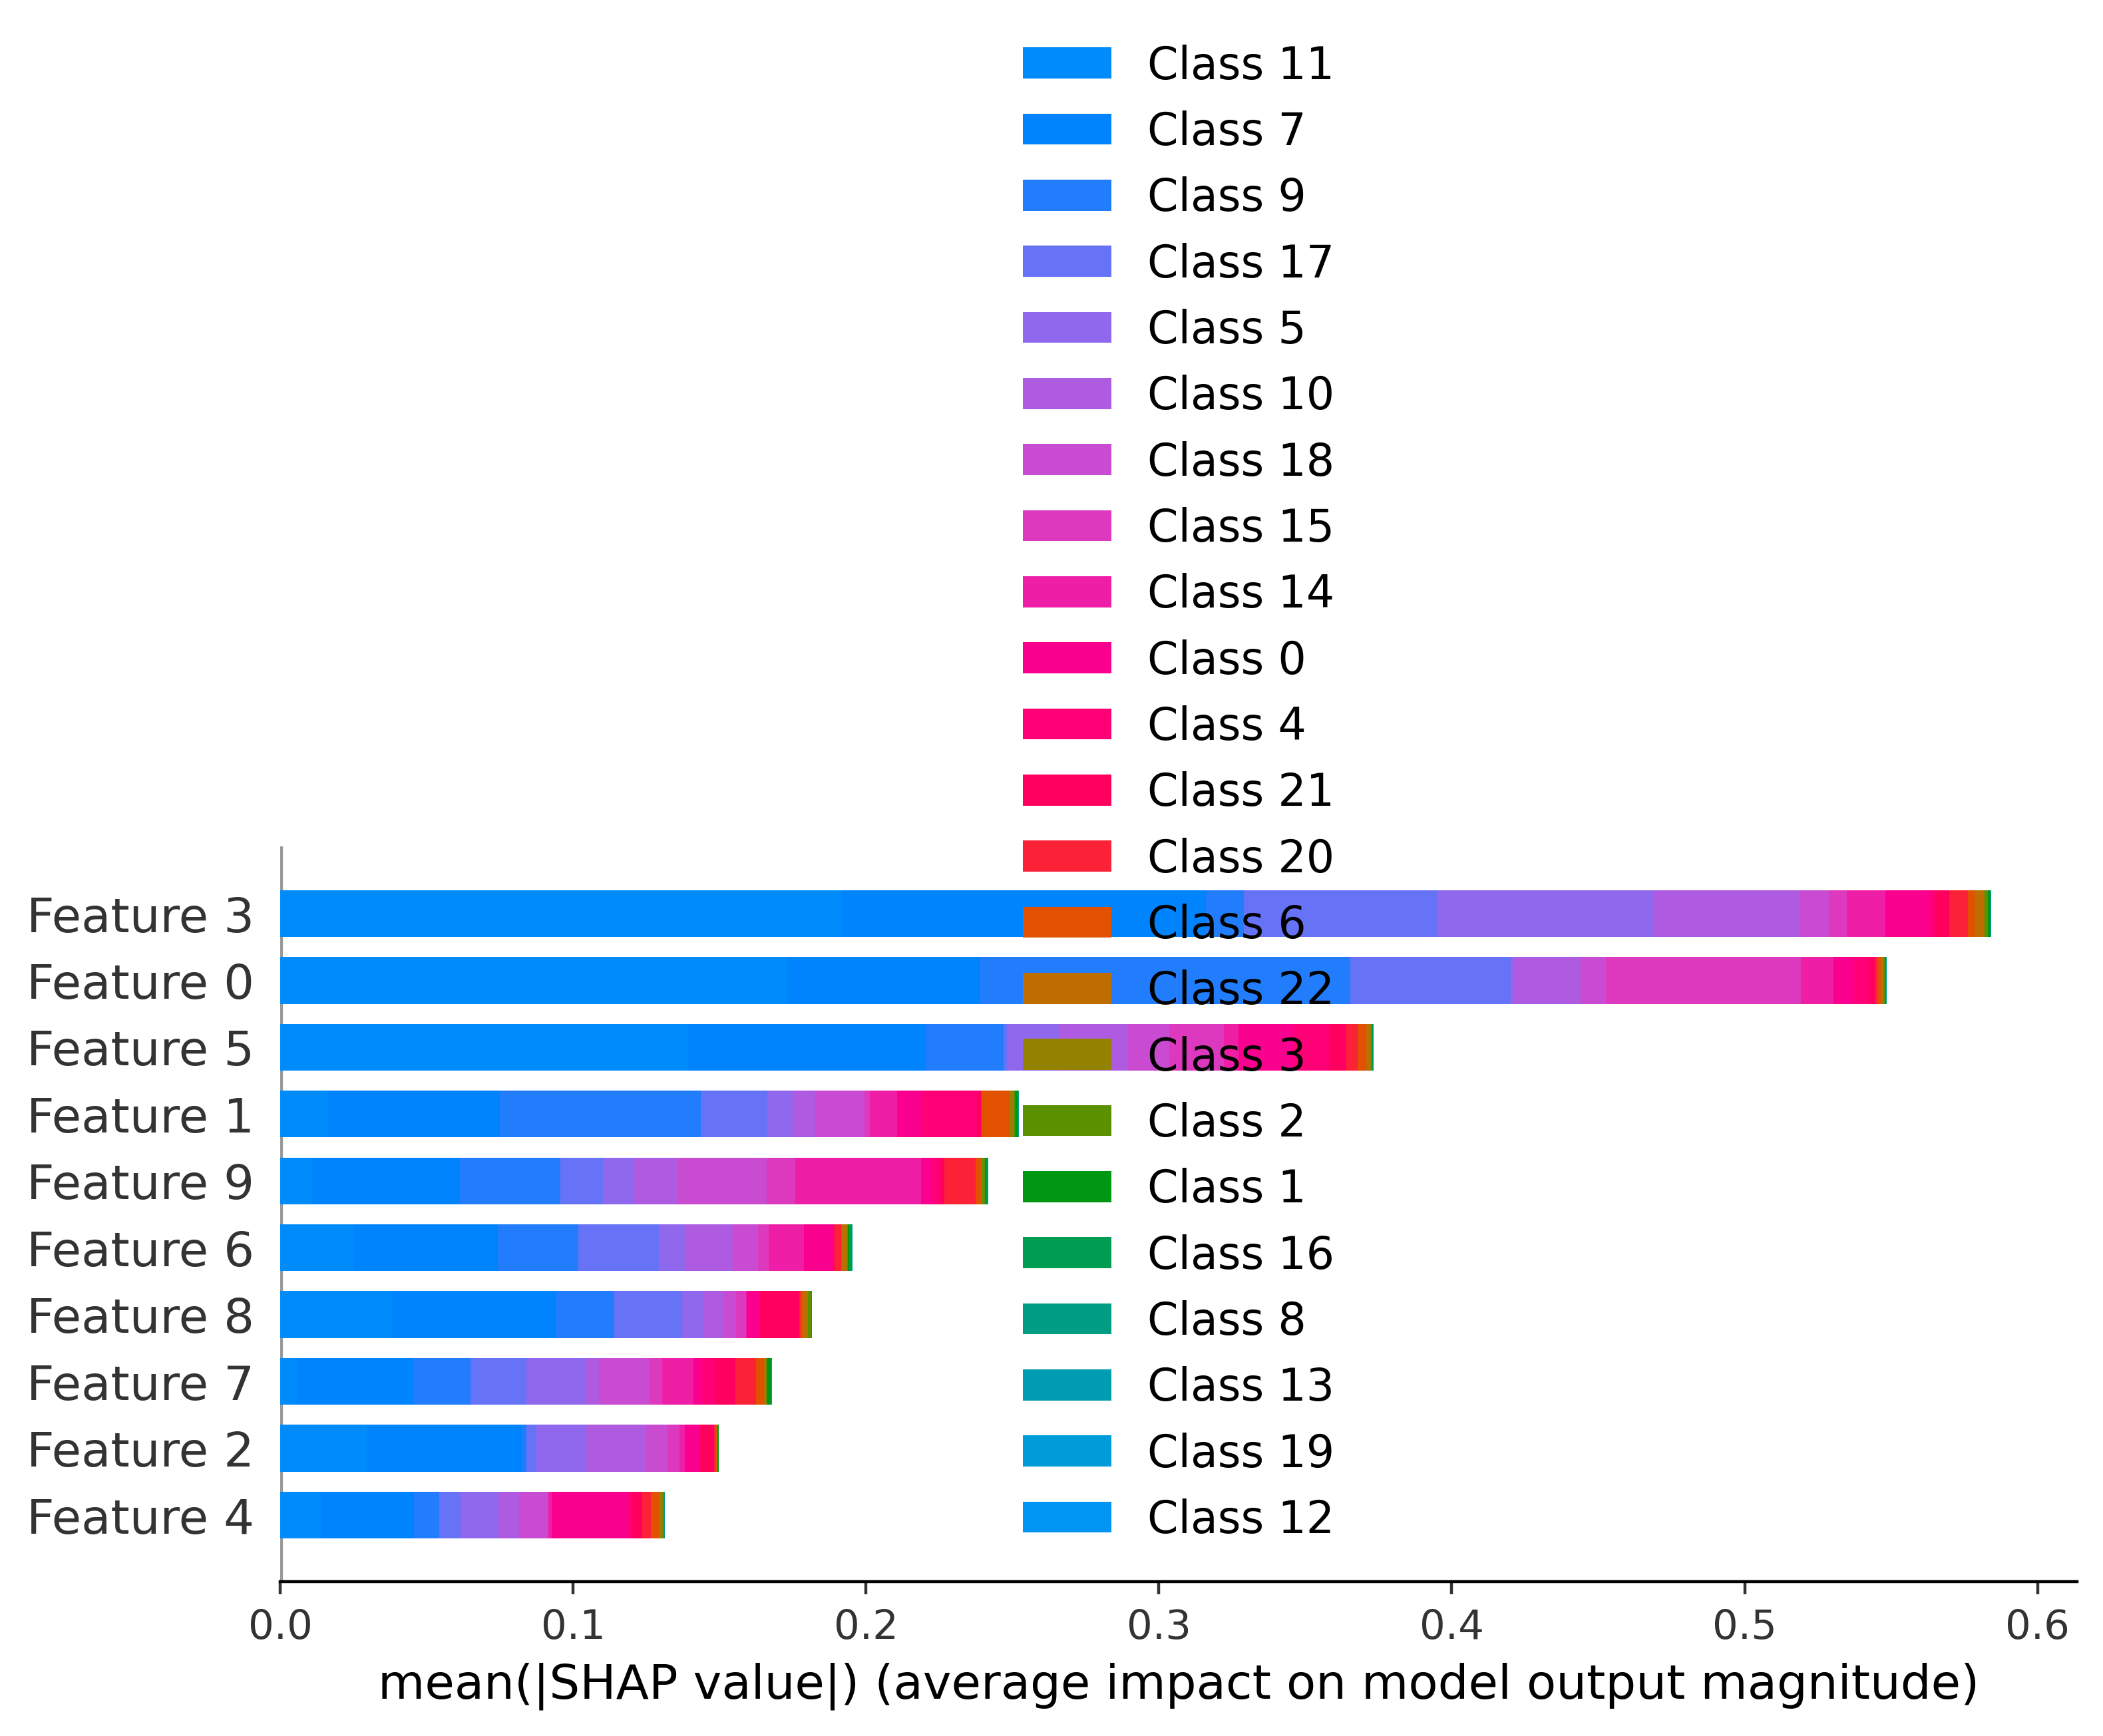 Class 11
Class 7
Class 9
Class 17
Class 5
Class 10
Class 18
Class 15
Class 14
Class 0
Class 4
Class 21
Class 20
Class 6
Class 22
Class 3
Class 2
Class 1
Class 16
Class 8
Class 13
Class 19
Class 12
Feature 3
Feature 0
Feature 5
Feature 1
Feature 9
Feature 6
Feature 8
Feature 7
Feature 2
Feature 4
0.0 0.1 0.2 0.3 0.4 0.5 0.6
mean(|SHAP value|) (average impact on model output magnitude)